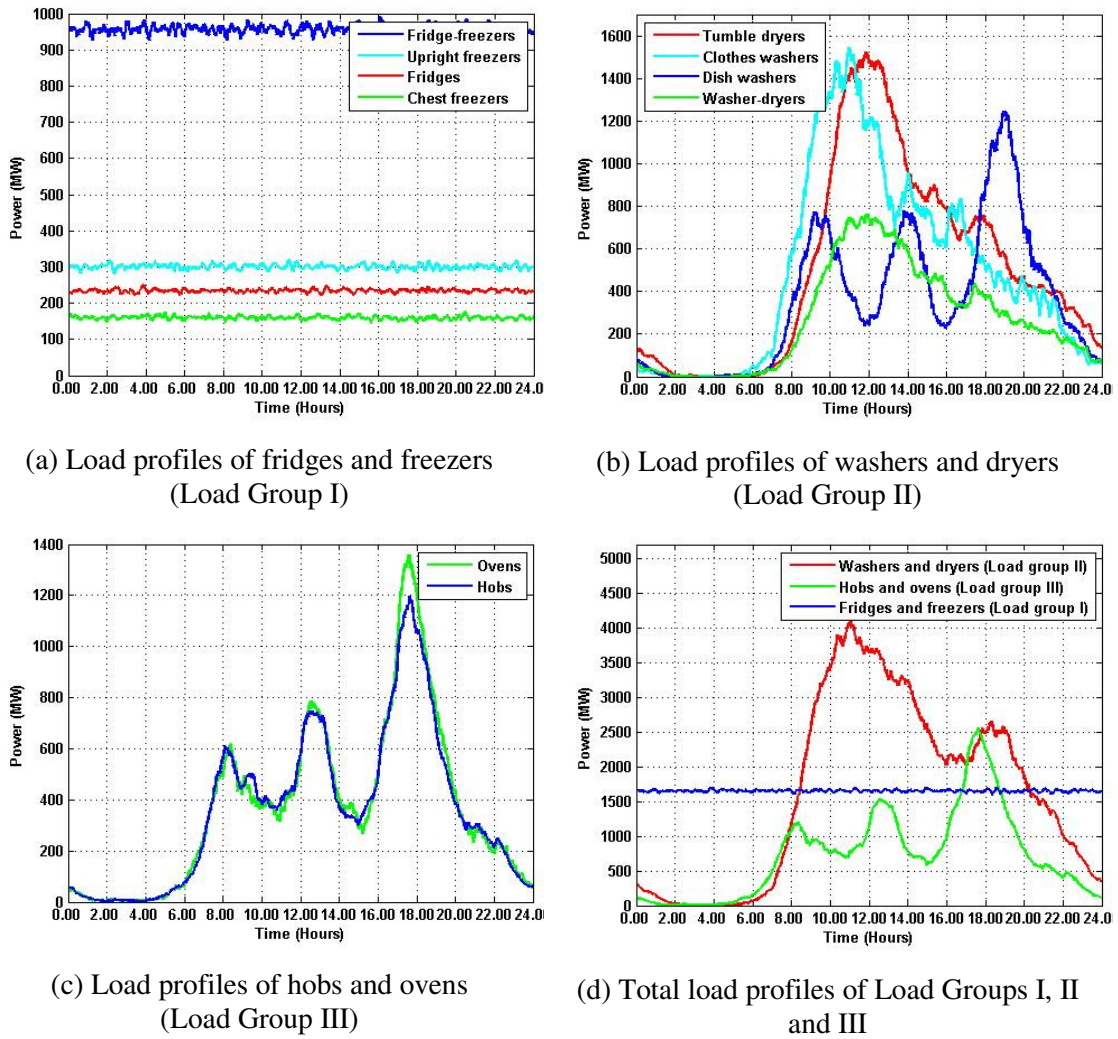 1000
900
800
700
600
500
400
300
200
100
0
Power (MW)
Fridge-freezers
Upright freezers
Fridges
Chest freezers
0.00 2.00 4.00 6.00 8.00 10.00 12.00 14.00 16.00 18.00 20.00 22.00 24.0
Time (Hours)
(a) Load profiles of fridges and freezers
(Load Group I)
1600
1400
1200
1000
800
600
400
200
0
Power (MW)
Tumble dryers
Clothes washers
Dish washers
Washer-dryers
0.00 2.00 4.00 6.00 8.00 10.00 12.00 14.00 16.00 18.00 20.00 22.00 24.0
Time (Hours)
(b) Load profiles of washers and dryers
(Load Group II)
1400
1200
1000
800
600
400
200
0
Power (MW)
Ovens
Hobs
0.00 2.00 4.00 6.00 8.00 10.00 12.00 14.00 16.00 18.00 20.00 22.00 24.0
Time (Hours)
(c) Load profiles of hobs and ovens
(Load Group III)
5000
4500
4000
3500
3000
2500
2000
1500
1000
500
0
Power (MW)
Washers and dryers (Load group II)
Hobs and ovens (Load group III)
Fridges and freezers (Load group I)
0.00 2.00 4.00 6.00 8.00 10.00 12.00 14.00 16.00 18.00 20.00 22.00 24.0
Time (Hours)
(d) Total load profiles of Load Groups I, II
and III